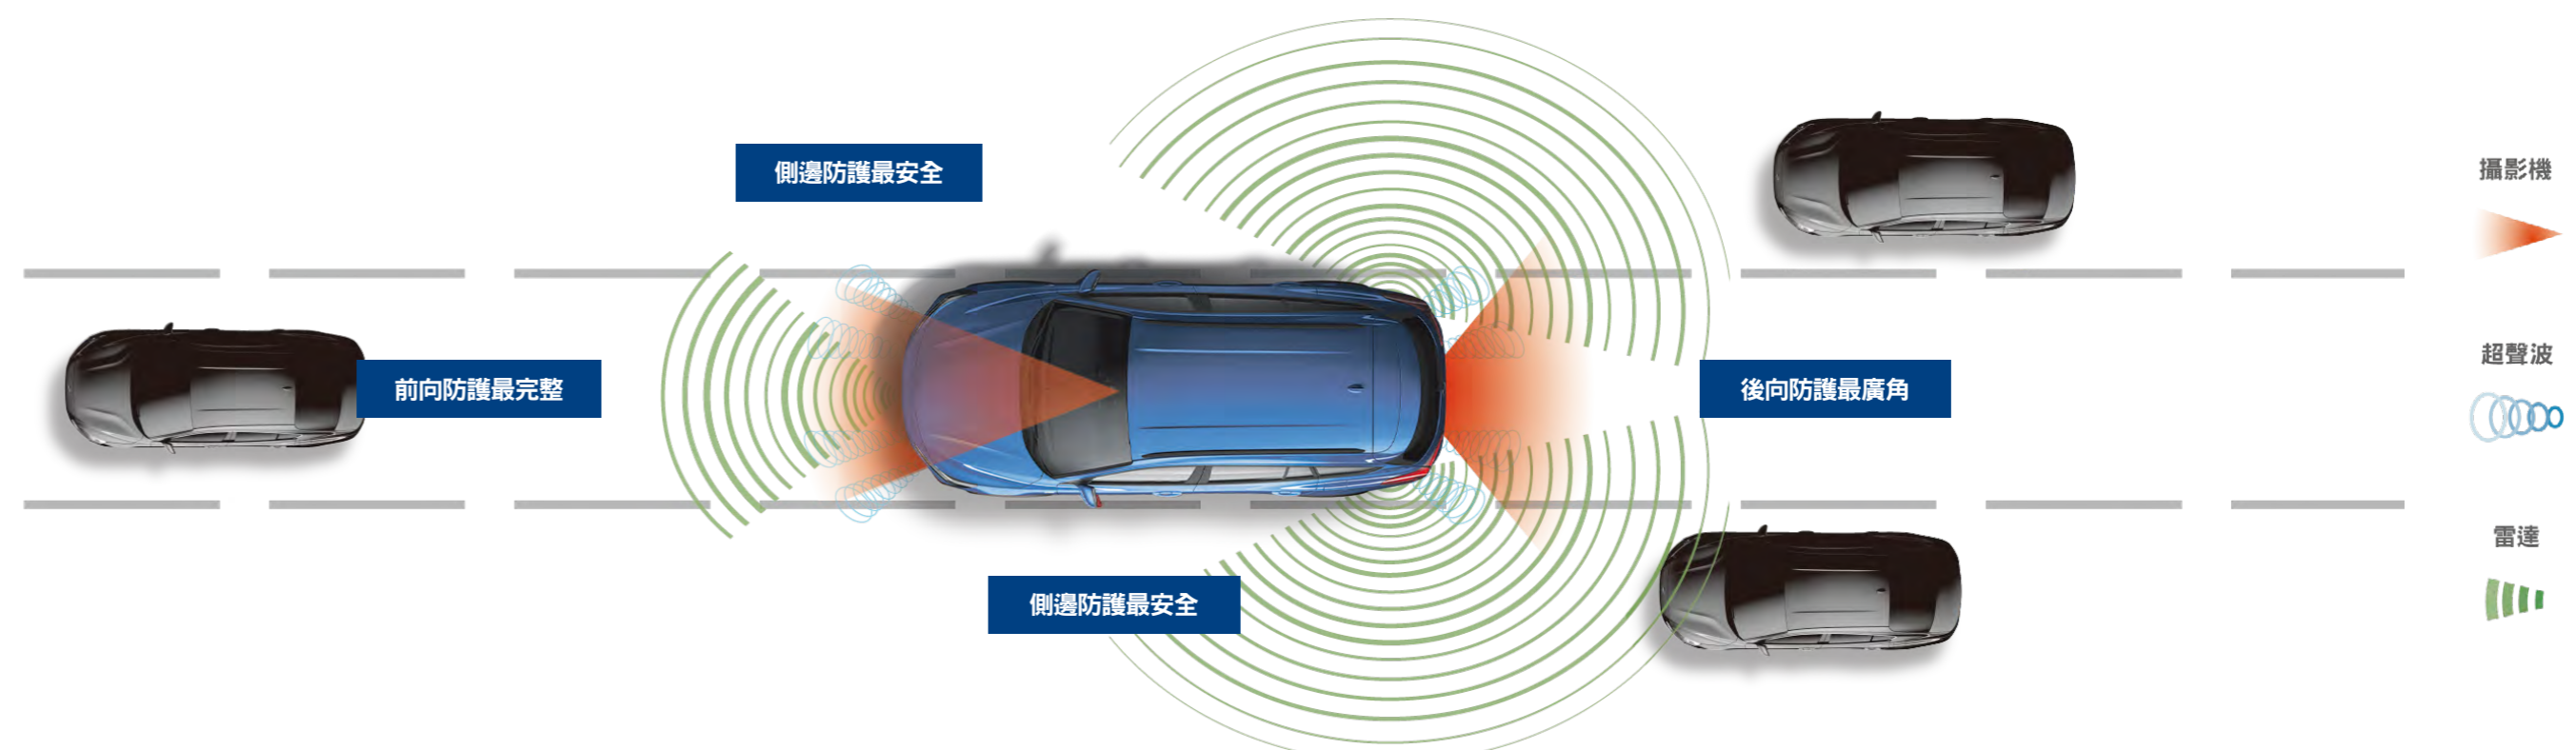 側邊防護最安全
前向防護最完整
後向防護最廣角
側邊防護最安全
攝影機
超聲波
雷達